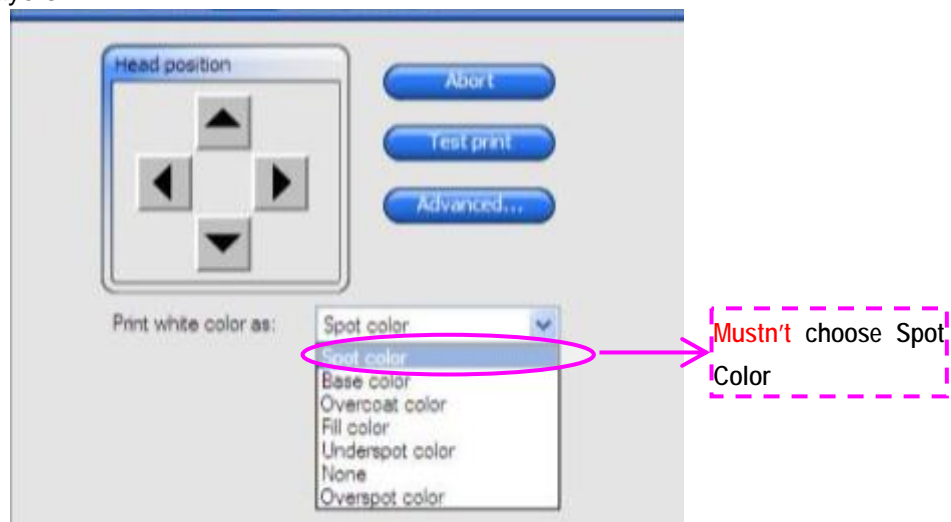 Head position
Abort
Test print
Advanced...
Print white color as:
Spot color
Spot color
Base color
Overcoat color
Fill color
Underspot color
None
Overspot color
Mustn't choose Spot
Color